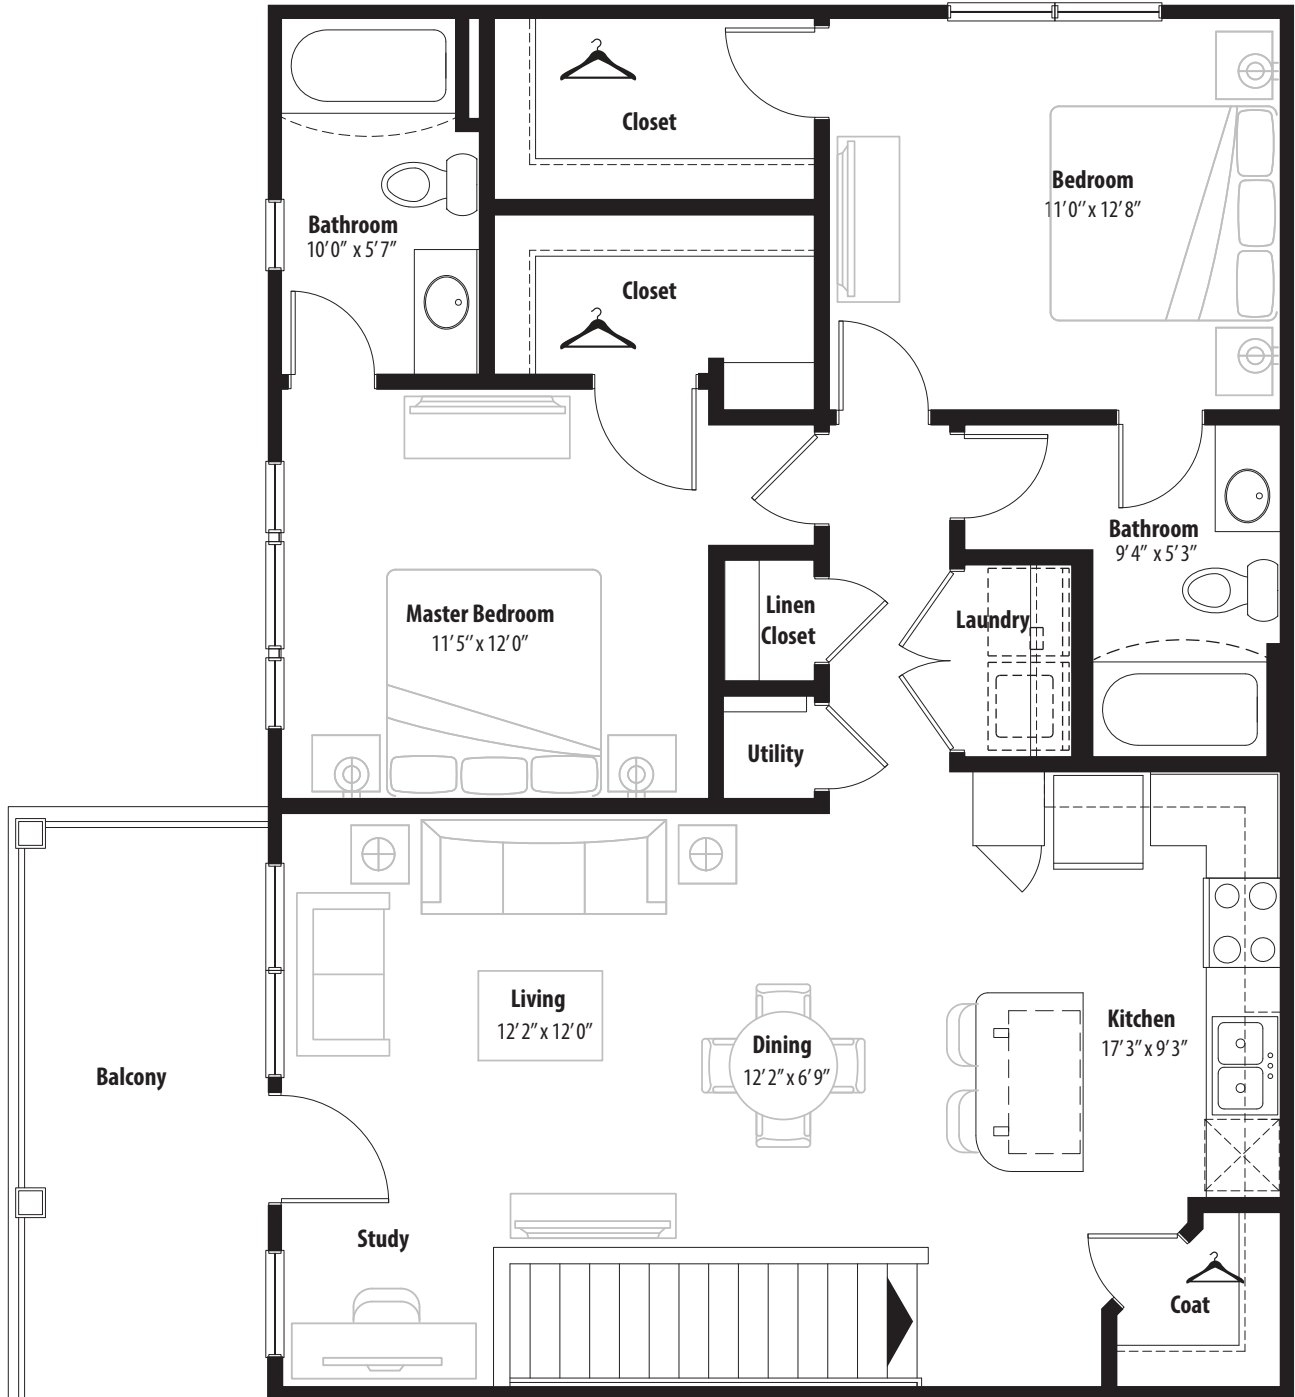 Closet
Bedroom
11’0’’ x 12’8”
Bathroom
10’0” x 5’7”
Closet
Bathroom
9’4” x 5’3”
Master Bedroom
11’5’’ x 12’0”
Linen
Closet
Laundry
Utility
Living
12’2” x 12’0”
Dining
12’2” x 6’9”
Kitchen
17’3” x 9’3”
Balcony
Study
Coat